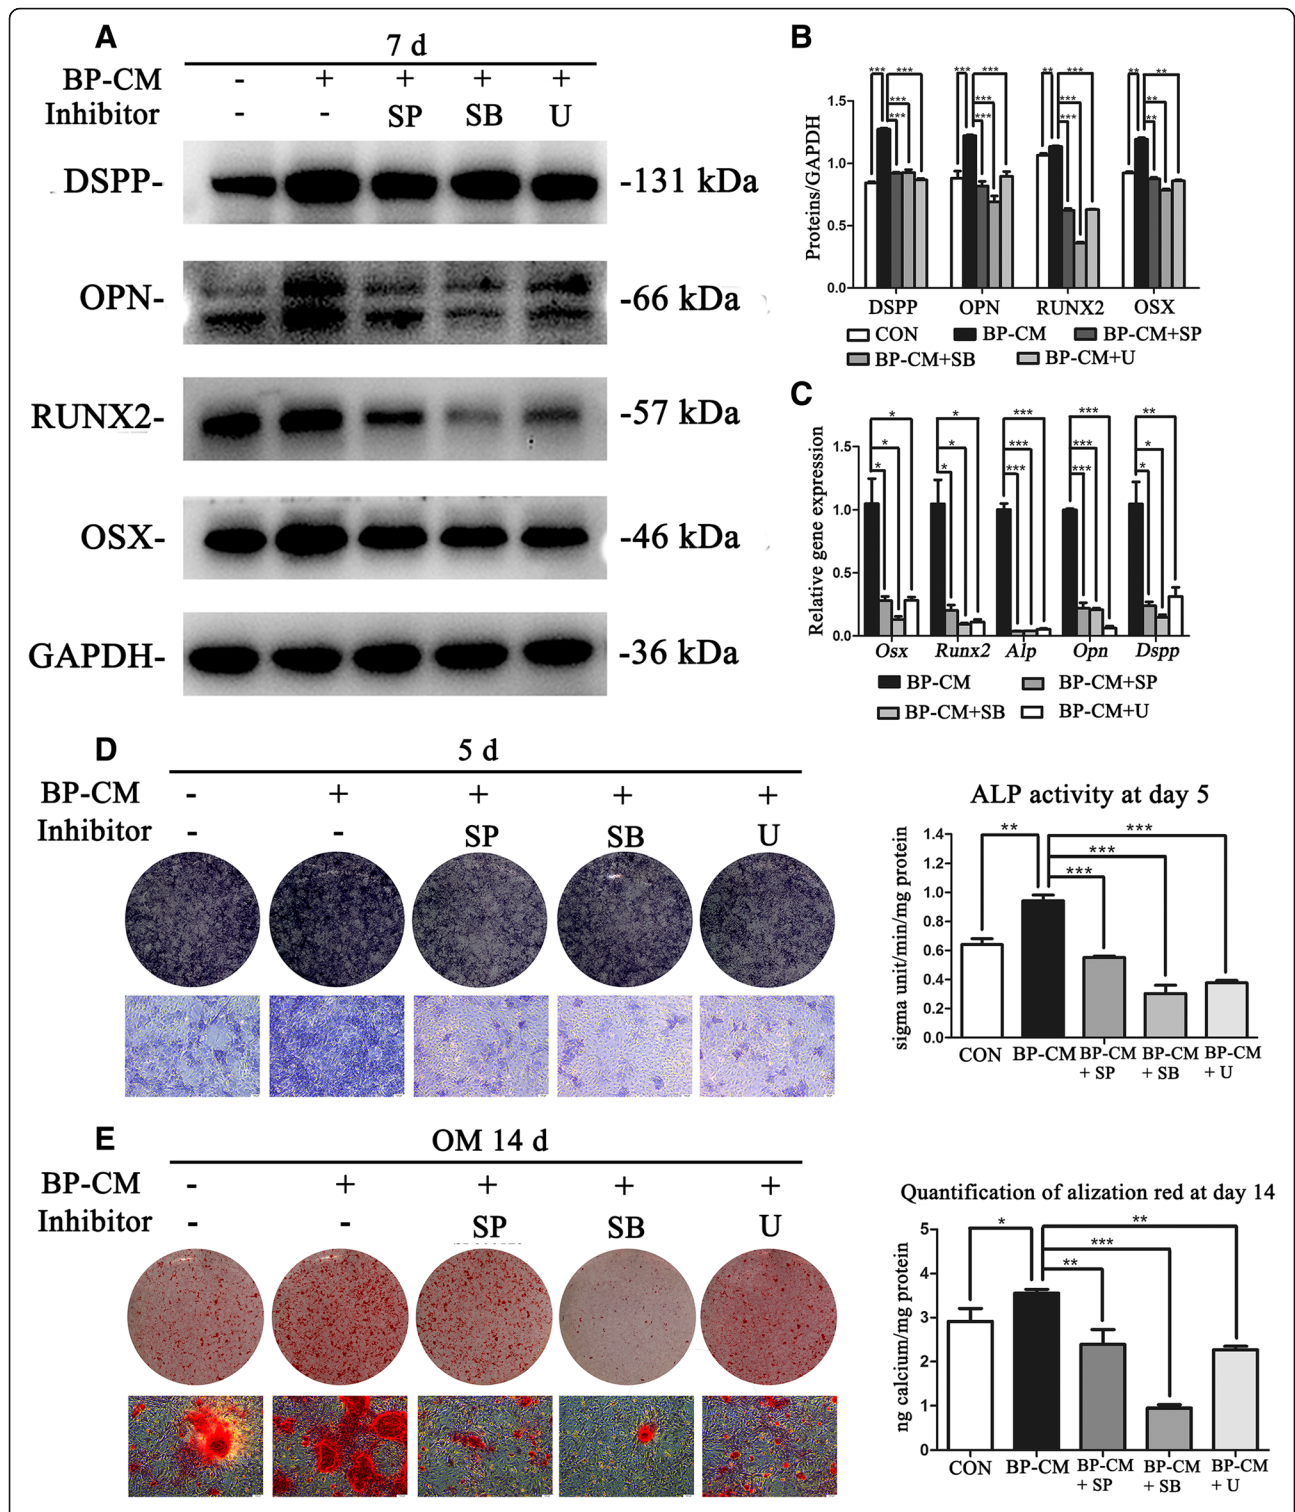 A
7 d
BP-CM - + + + +
Inhibitor - - SP SB U
DSPP- -131 kDa
OPN- -66 kDa
RUNX2- -57 kDa
OSX- -46 kDa
GAPDH- -36 kDa
B
*** *** *** *** ** *** ** **
*** *** *** **
*** *** *** **
Proteins/GAPDH
1.5
1.0
0.5
0.0
DSPP OPN RUNX2 OSX
CON BP-CM BP-CM+SP
BP-CM+SB BP-CM+U
C
* * *** *** **
* * *** *** *
* * *** *** *
Relative gene expression
1.5
1.0
0.5
0.0
Osx Runx2 Alp Opn Dspp
BP-CM BP-CM+SP
BP-CM+SB BP-CM+U
D
5 d
BP-CM - + + + +
Inhibitor - - SP SB U
ALP activity at day 5
sigma unit/min/mg protein
1.4
1.2
1.0
0.8
0.6
0.4
0.2
0.0
** ***
***
***
CON BP-CM BP-CM BP-CM BP-CM
+ SP + SB + U
E
OM 14 d
BP-CM - + + + +
Inhibitor - - SP SB U
Quantification of alization red at day 14
ng calcium/mg protein
5
4
3
2
1
0
* **
***
**
CON BP-CM BP-CM BP-CM BP-CM
+ SP + SB + U